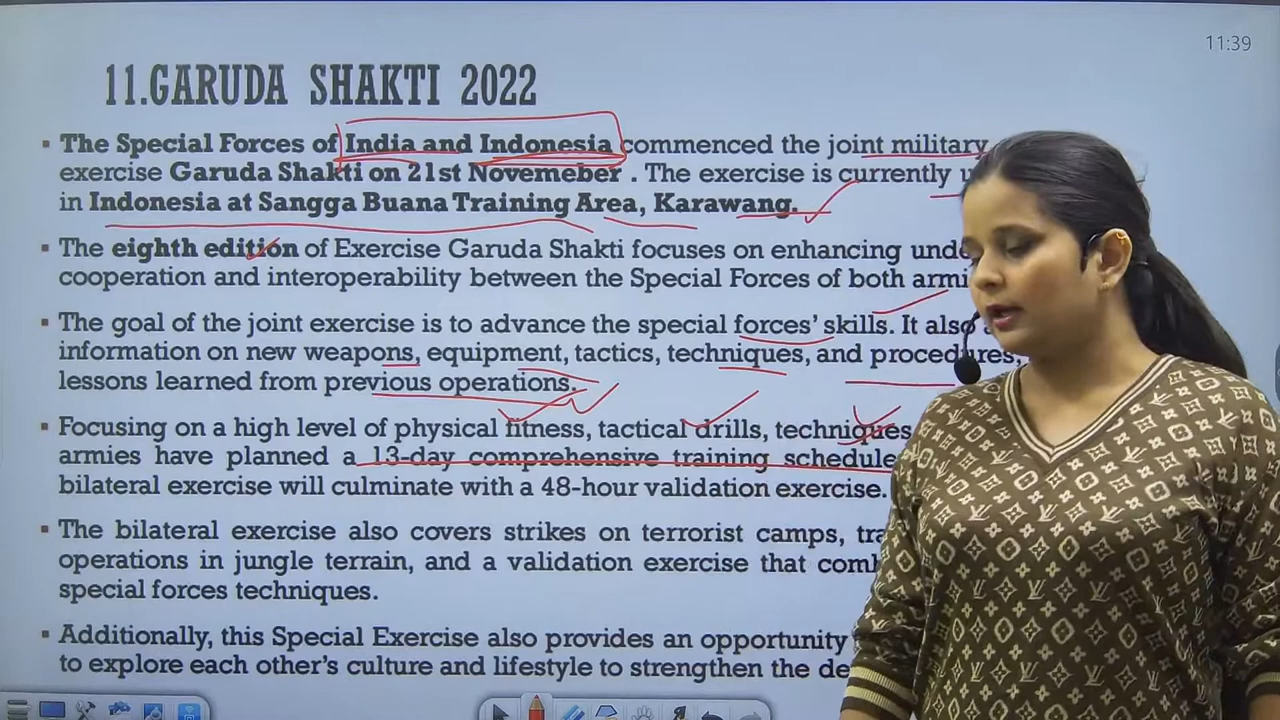 11:39
11.GARUDA SHAKTI 2022
▪ The Special Forces of India and Indonesia commenced the joint military
exercise Garuda Shakti on 21st Novemeber . The exercise is currently
in Indonesia at Sangga Buana Training Area, Karawang.
▪ The eighth edition of Exercise Garuda Shakti focuses on enhancing
cooperation and interoperability between the Special Forces of both
▪ The goal of the joint exercise is to advance the special forces' skills. It also
information on new weapons, equipment, tactics, techniques, and procedures,
lessons learned from previous operations.
▪ Focusing on a high level of physical fitness, tactical drills, techniques
armies have planned a 13-day comprehensive training schedule
bilateral exercise will culminate with a 48-hour validation exercise.
▪ The bilateral exercise also covers strikes on terrorist camps,
operations in jungle terrain, and a validation exercise that
special forces techniques.
▪ Additionally, this Special Exercise also provides an opportunity
to explore each other's culture and lifestyle to strengthen the